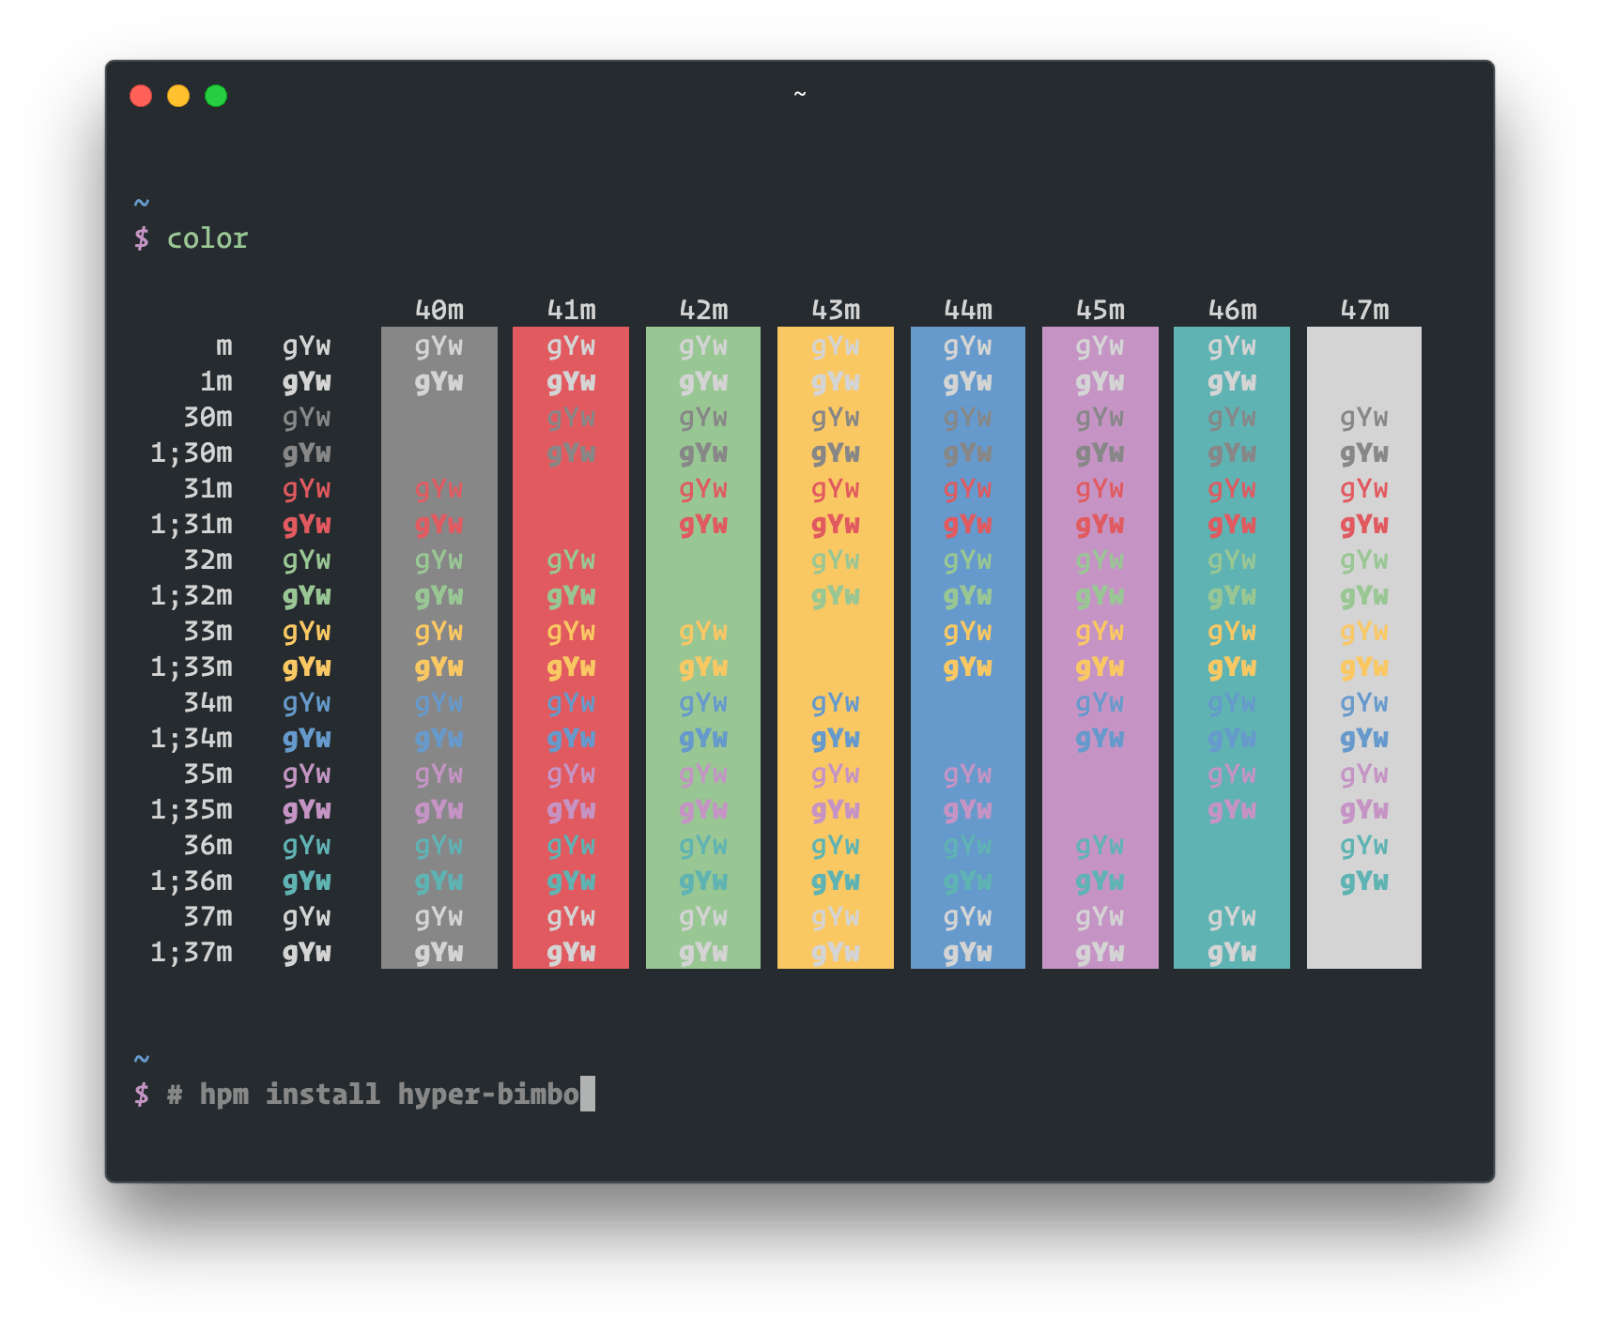 ~
~
$ color
40m 41m 42m 43m 44m 45m 46m 47m
m gYw gYw gYw gYw gYw gYw gYw gYw
1m gYw gYw gYw gYw gYw gYw gYw gYw
30m gYw gYw gYw gYw gYw gYw gYw gYw
1;30m gYw gYw gYw gYw gYw gYw gYw gYw
31m gYw gYw gYw gYw gYw gYw gYw gYw
1;31m gYw gYw gYw gYw gYw gYw gYw gYw
32m gYw gYw gYw gYw gYw gYw gYw gYw
1;32m gYw gYw gYw gYw gYw gYw gYw gYw
33m gYw gYw gYw gYw gYw gYw gYw gYw
1;33m gYw gYw gYw gYw gYw gYw gYw gYw
34m gYw gYw gYw gYw gYw gYw gYw gYw
1;34m gYw gYw gYw gYw gYw gYw gYw gYw
35m gYw gYw gYw gYw gYw gYw gYw gYw
1;35m gYw gYw gYw gYw gYw gYw gYw gYw
36m gYw gYw gYw gYw gYw gYw gYw gYw
1;36m gYw gYw gYw gYw gYw gYw gYw gYw
37m gYw gYw gYw gYw gYw gYw gYw gYw
1;37m gYw gYw gYw gYw gYw gYw gYw gYw
~
$ # hpm install hyper-bimbo